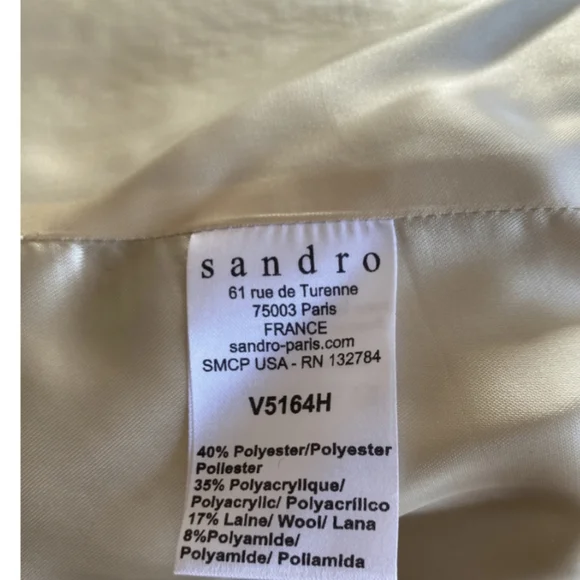 sandro
61 rue de Turenne
75003 Paris
FRANCE
sandro-paris.com
SMCP USA - RN 132784
V5164H
40% Polyester/Polyester
Poliester
35% Polyacrylique/
Polyacrylic/ Polyacrílico
17% Laine/ Wool/ Lana
8%Polyamide/
Polyamide/ Poliamida